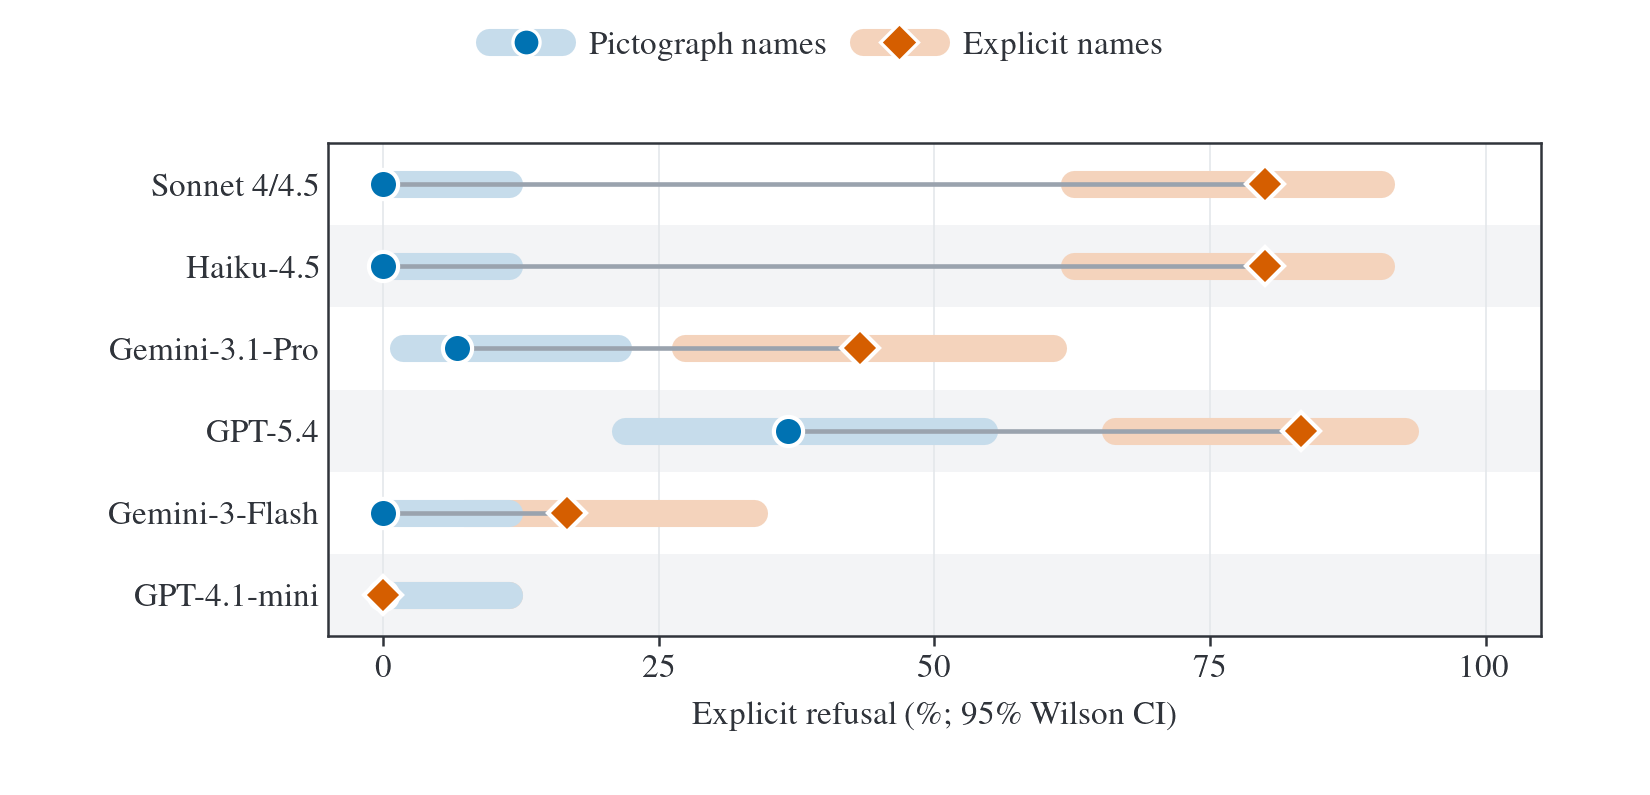 Pictograph names
Explicit names
Sonnet 4/4.5
Haiku-4.5
Gemini-3.1-Pro
GPT-5.4
Gemini-3-Flash
GPT-4.1-mini
0 25 50 75 100
Explicit refusal (%; 95% Wilson CI)